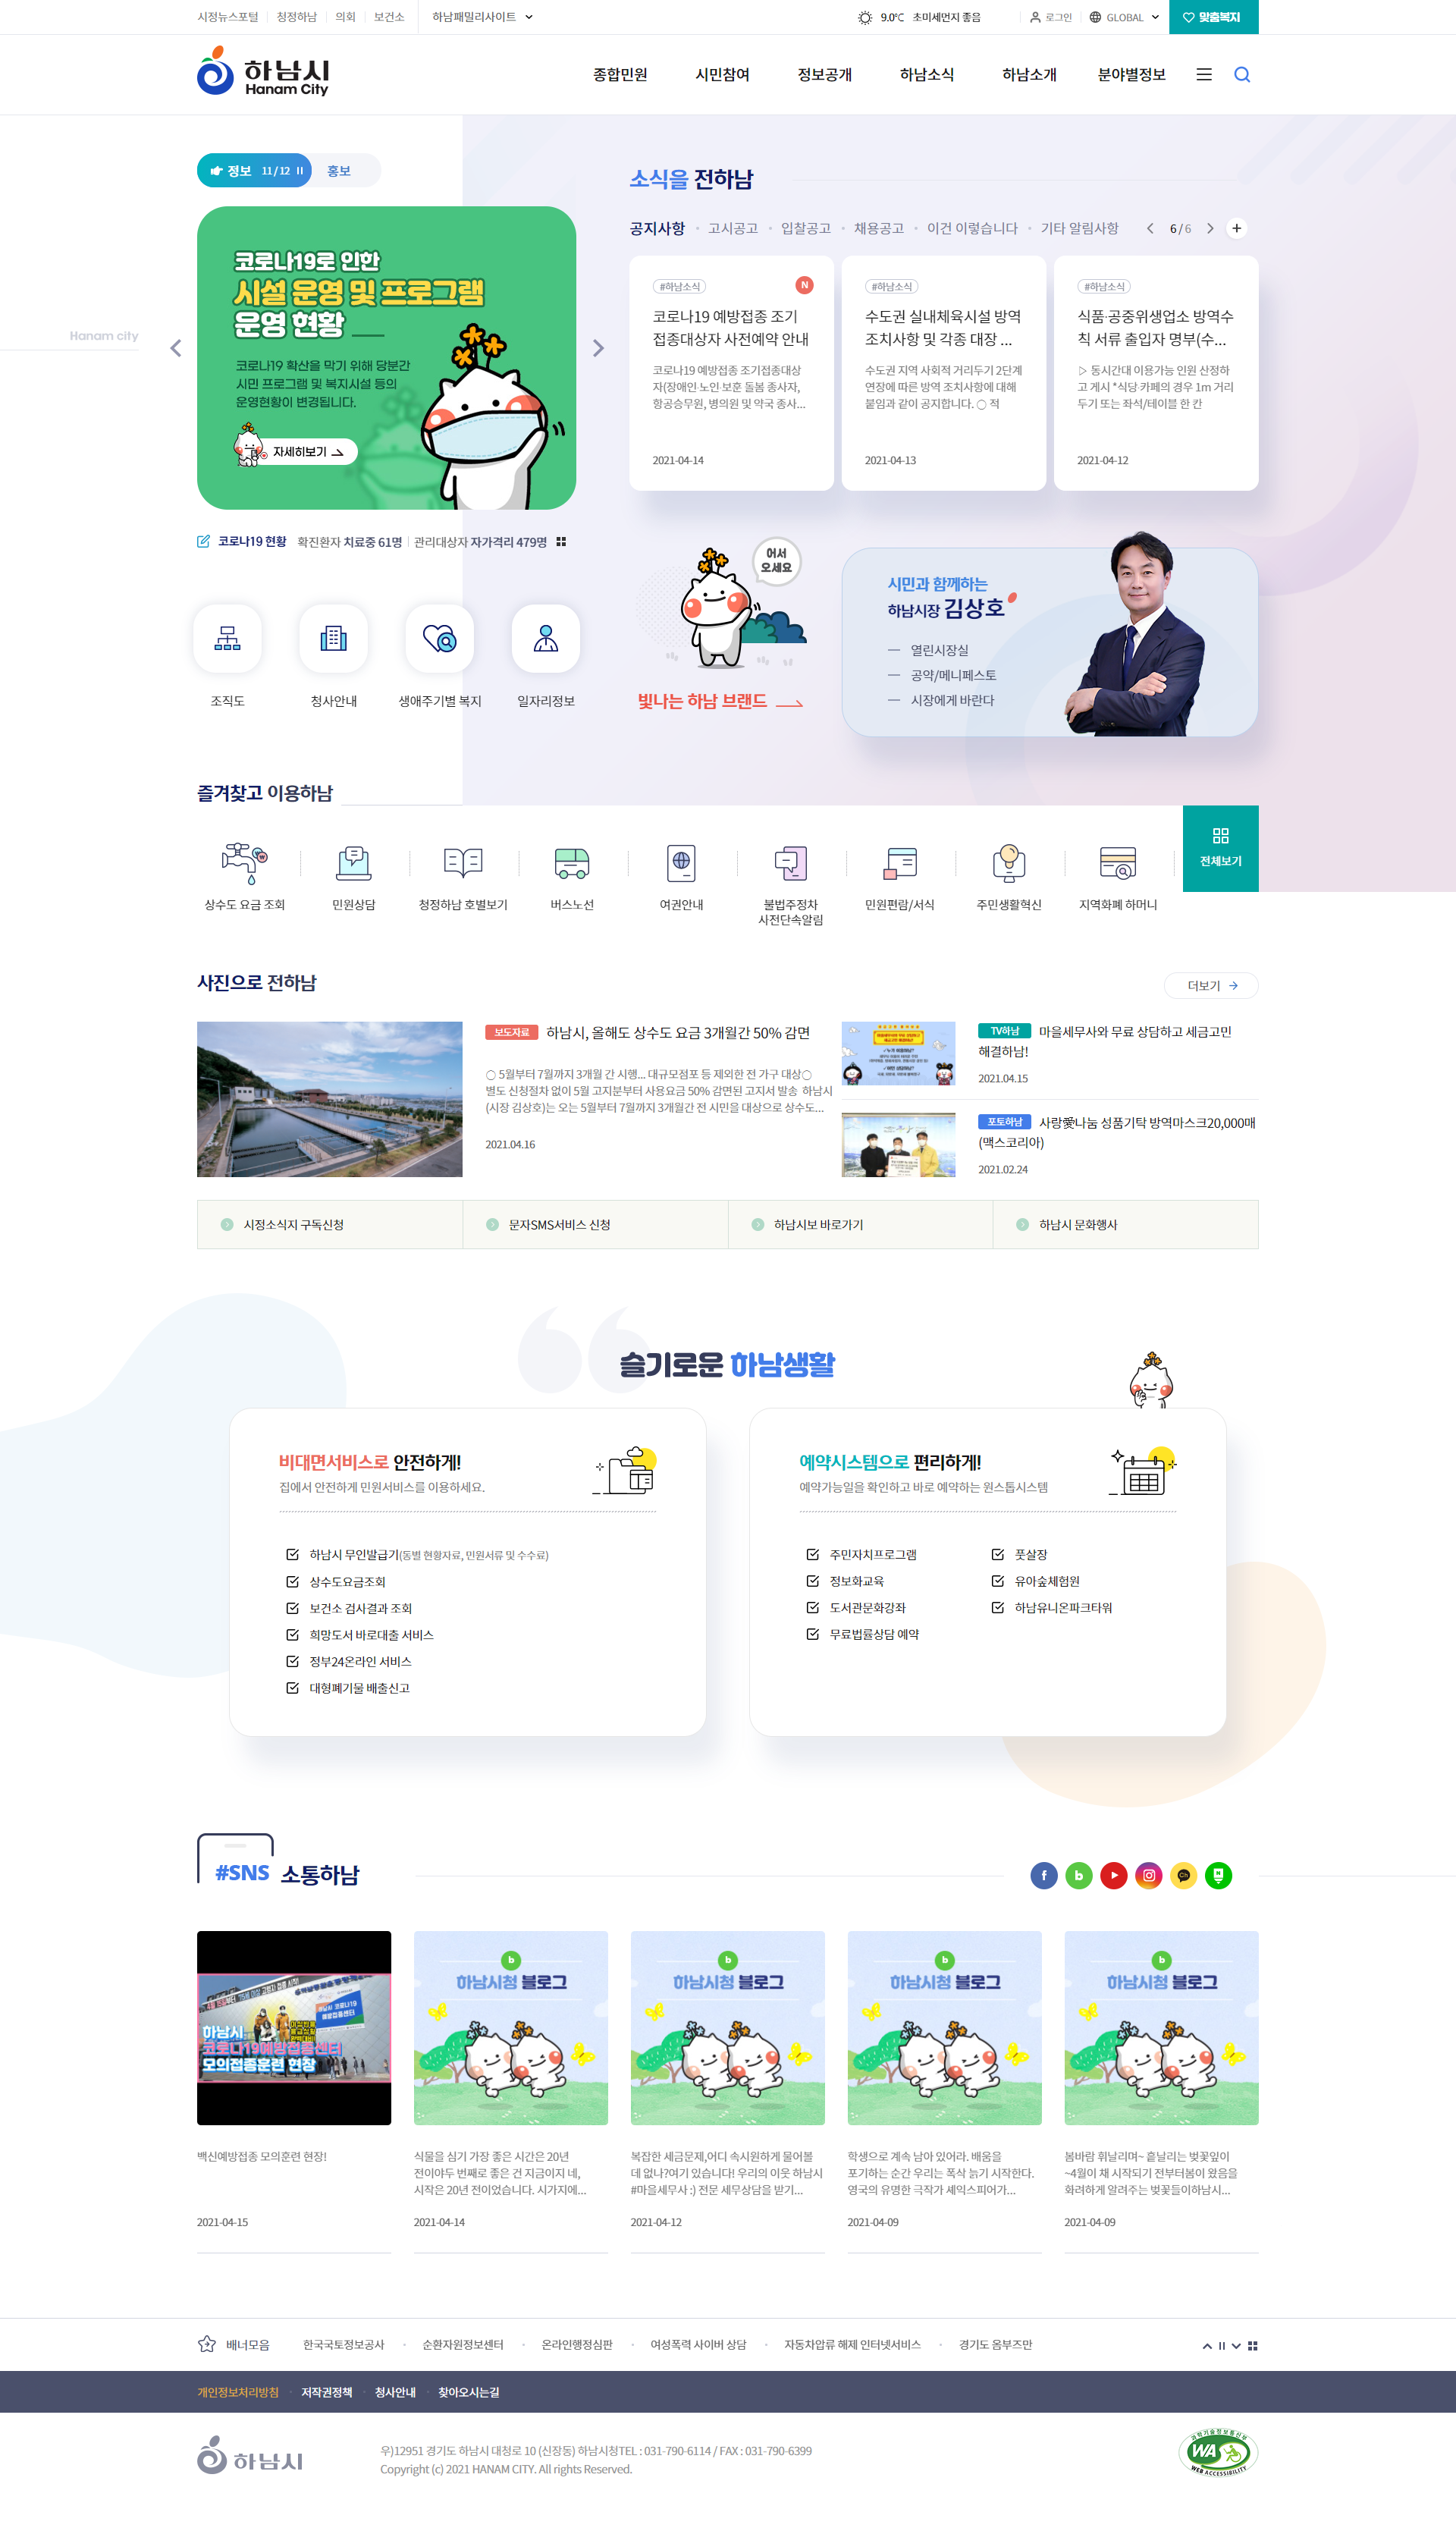 시정뉴스포털 청정하남 의회 보건소 하남패밀리사이트
9.0℃ 초미세먼지 좋음 로그인 GLOBAL 맞춤복지
하남시
Hanam City
종합민원 시민참여 정보공개 하남소식 하남소개 분야별정보
정보 11 / 12 홍보
Hanam city
코로나19로 인한
시설 운영 및 프로그램
운영 현황
코로나19 확산을 막기 위해 당분간
시민 프로그램 및 복지시설 등의
운영현황이 변경됩니다.
자세히보기
소식을 전하남
공지사항 고시공고 입찰공고 채용공고 이건 이렇습니다 기타 알림사항 6 / 6
#하남소식 N
코로나19 예방접종 조기
접종대상자 사전예약 안내
코로나19 예방접종 조기접종대상
자(장애인·노인·보훈 돌봄 종사자,
항공승무원, 병의원 및 약국 종사...
2021-04-14
#하남소식
수도권 실내체육시설 방역
조치사항 및 각종 대장 ...
수도권 지역 사회적 거리두기 2단계
연장에 따른 방역 조치사항에 대해
붙임과 같이 공지합니다. ○ 적
2021-04-13
#하남소식
식품·공중위생업소 방역수
칙 서류 출입자 명부(수...
▷ 동시간대 이용가능 인원 산정하
고 게시 *식당 카페의 경우 1m 거리
두기 또는 좌석/테이블 한 칸
2021-04-12
코로나19 현황 확진환자 치료중 61명 관리대상자 자가격리 479명
조직도 청사안내 생애주기별 복지 일자리정보
어서
오세요
빛나는 하남 브랜드
시민과 함께하는
하남시장 김상호
열린시장실
공약/메니페스토
시장에게 바란다
즐겨찾고 이용하남
상수도 요금 조회
민원상담
청정하남 호별보기
버스노선
여권안내
불법주정차
사전단속알림
민원편람/서식
주민생활혁신
지역화폐 하머니
전체보기
사진으로 전하남
더보기
보도자료 하남시, 올해도 상수도 요금 3개월간 50% 감면
○ 5월부터 7월까지 3개월 간 시행... 대규모점포 등 제외한 전 가구 대상○
별도 신청절차 없이 5월 고지분부터 사용요금 50% 감면된 고지서 발송 하남시
(시장 김상호)는 오는 5월부터 7월까지 3개월간 전 시민을 대상으로 상수도...
2021.04.16
TV하남 마을세무사와 무료 상담하고 세금고민
해결하남!
2021.04.15
포토하남 사랑愛나눔 성품기탁 방역마스크20,000매
(맥스코리아)
2021.02.24
시정소식지 구독신청 문자SMS서비스 신청 하남시보 바로가기 하남시 문화행사
슬기로운 하남생활
비대면서비스로 안전하게!
집에서 안전하게 민원서비스를 이용하세요.
하남시 무인발급기(동별 현황자료, 민원서류 및 수수료)
상수도요금조회
보건소 검사결과 조회
희망도서 바로대출 서비스
정부24온라인 서비스
대형폐기물 배출신고
예약시스템으로 편리하게!
예약가능일을 확인하고 바로 예약하는 원스톱시스템
주민자치프로그램 풋살장
정보화교육 유아숲체험원
도서관문화강좌 하남유니온파크타워
무료법률상담 예약
#SNS 소통하남
하남시
코로나19예방접종센터
모의접종훈련 현장
백신예방접종 모의훈련 현장!
2021-04-15
하남시청 블로그
식물을 심기 가장 좋은 시간은 20년
전이야두 번째로 좋은 건 지금이지 네,
시작은 20년 전이었습니다. 시가지에...
2021-04-14
하남시청 블로그
복잡한 세금문제,어디 속시원하게 물어볼
데 없나?여기 있습니다! 우리의 이웃 하남시
#마을세무사 :) 전문 세무상담을 받기...
2021-04-12
하남시청 블로그
학생으로 계속 남아 있어라. 배움을
포기하는 순간 우리는 폭삭 늙기 시작한다.
영국의 유명한 극작가 셰익스피어가...
2021-04-09
하남시청 블로그
봄바람 휘날리며~ 흩날리는 벚꽃잎이
~4월이 채 시작되기 전부터봄이 왔음을
화려하게 알려주는 벚꽃들이하남시...
2021-04-09
배너모음 한국국토정보공사 순환자원정보센터 온라인행정심판 여성폭력 사이버 상담 자동차압류 해제 인터넷서비스 경기도 옴부즈만
개인정보처리방침 저작권정책 청사안내 찾아오시는길
하남시
우)12951 경기도 하남시 대청로 10 (신장동) 하남시청TEL : 031-790-6114 / FAX : 031-790-6399
Copyright (c) 2021 HANAM CITY. All rights Reserved.
과학기술정보통신부
WA
WEB ACCESSIBILITY